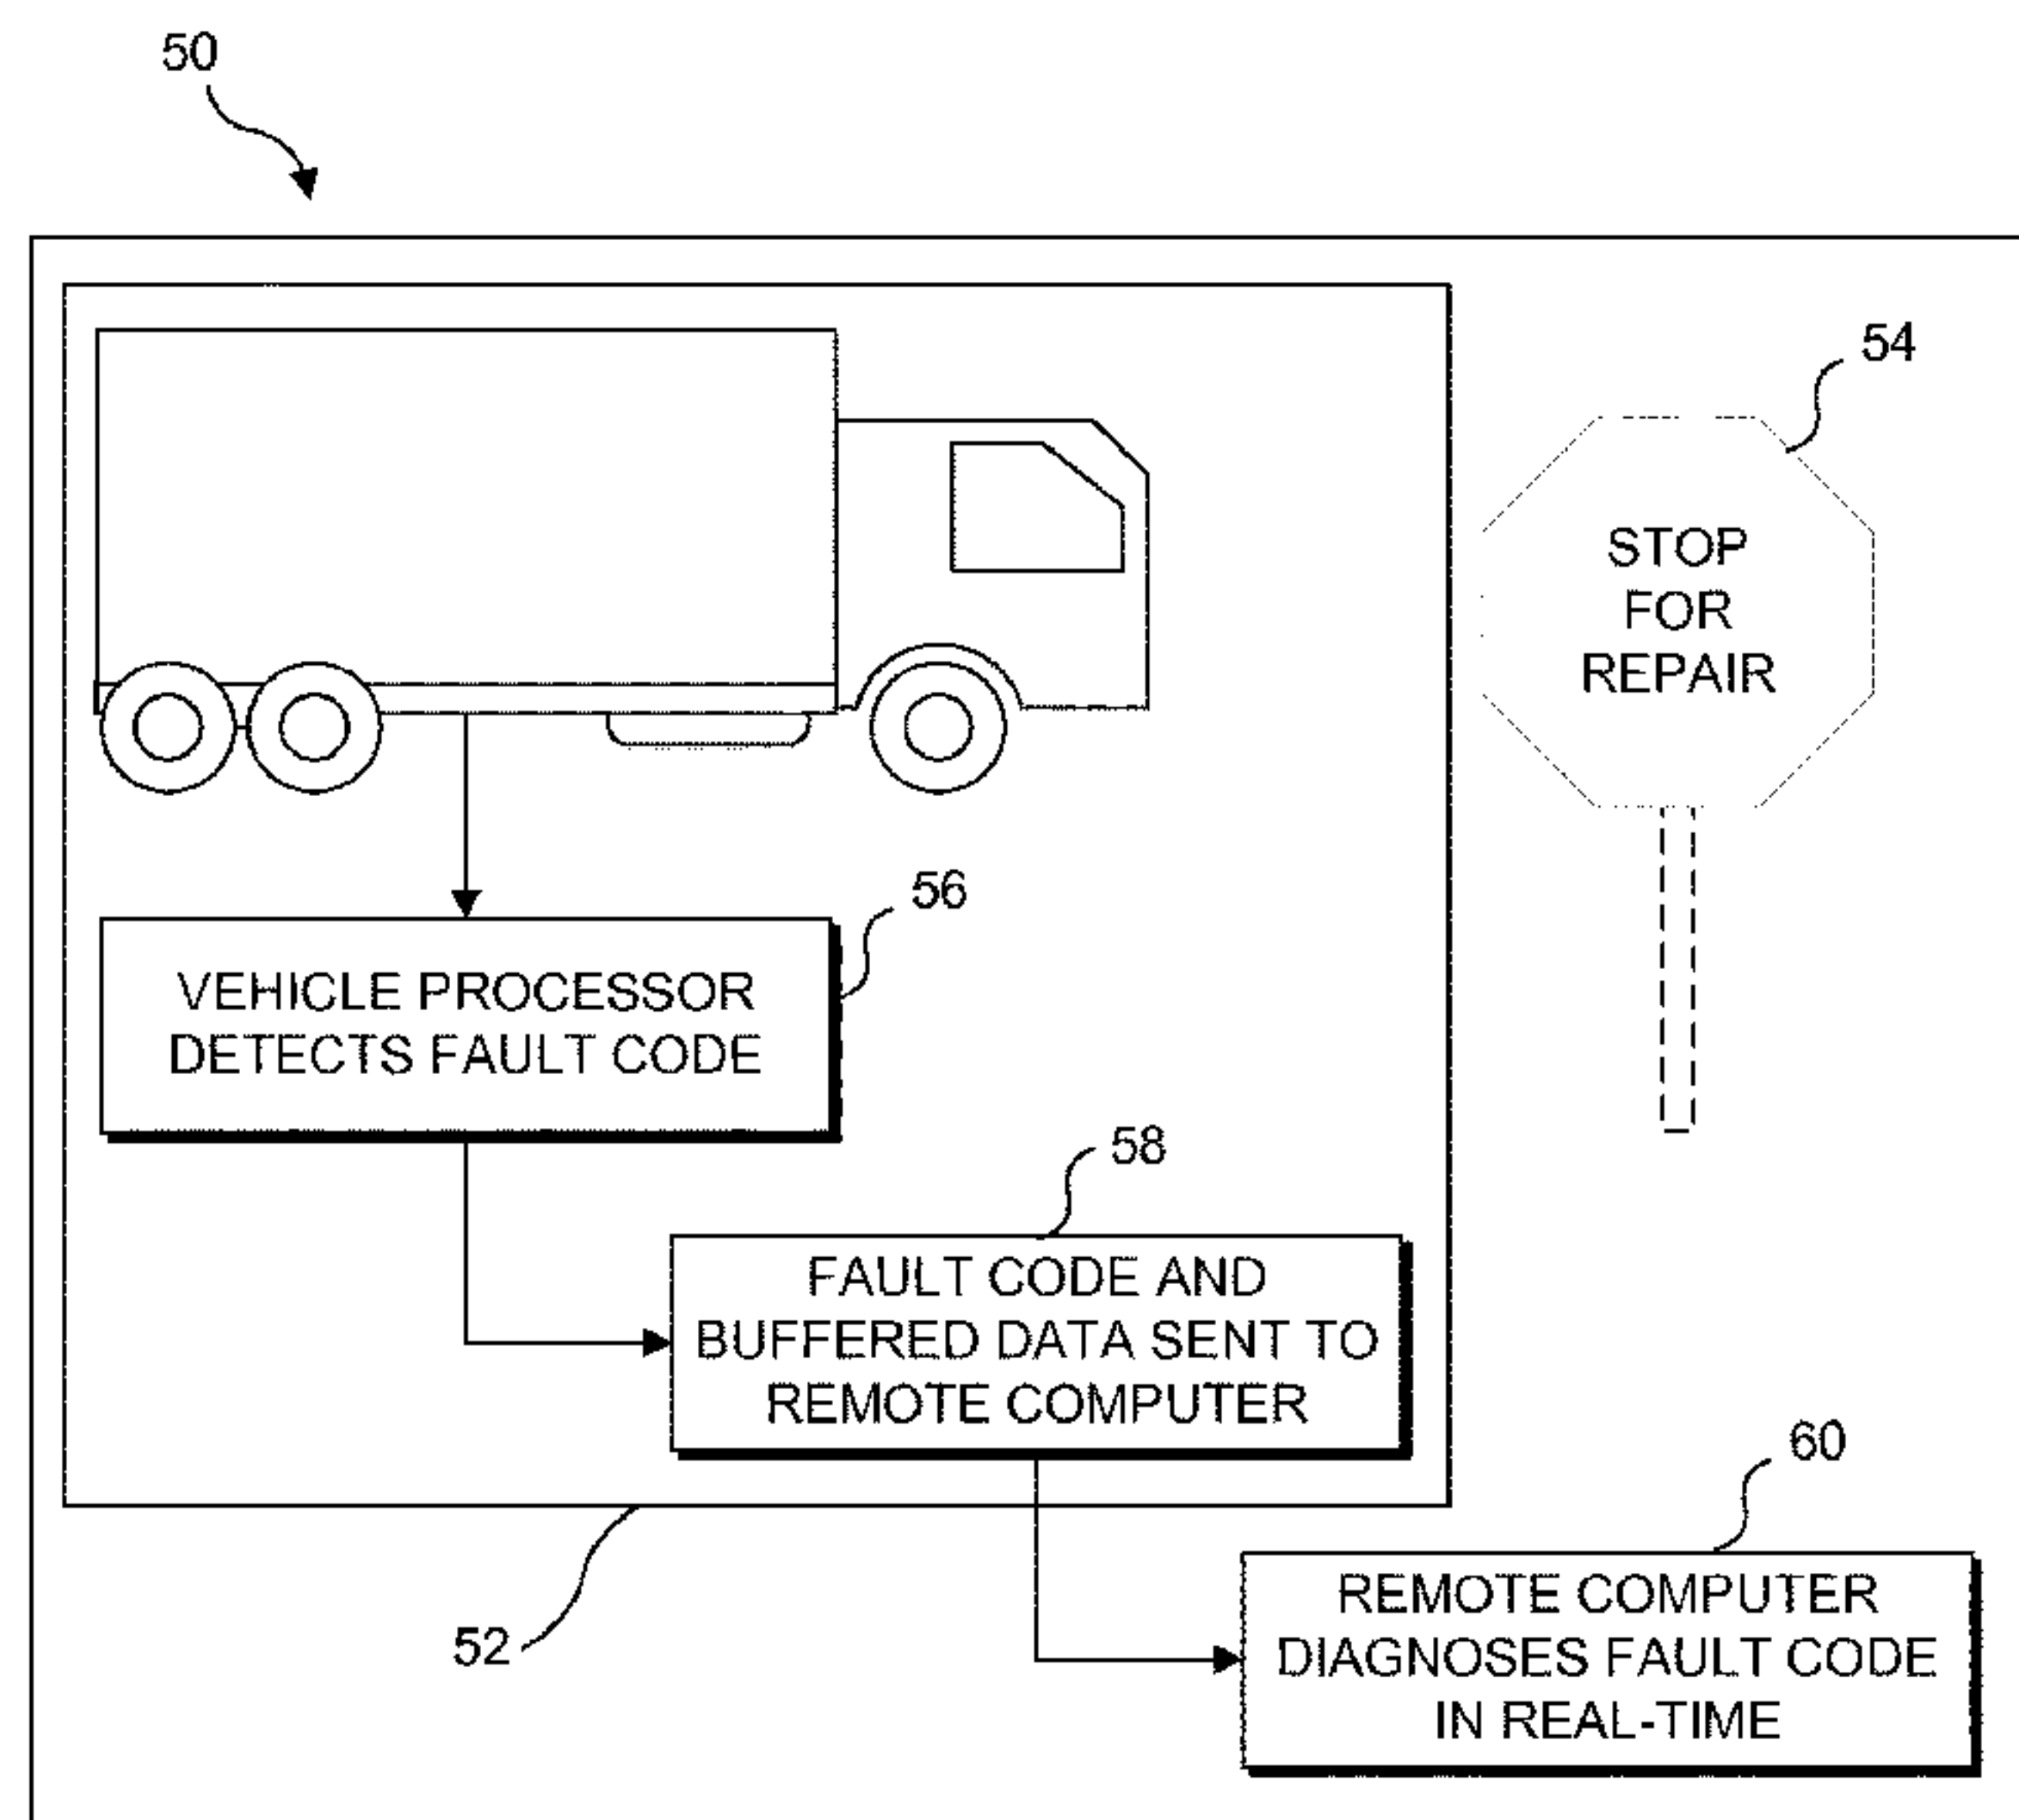 50
54
STOP
FOR
REPAIR
56
VEHICLE PROCESSOR
DETECTS FAULT CODE
58
FAULT CODE AND
BUFFERED DATA SENT TO
REMOTE COMPUTER
60
52
REMOTE COMPUTER
DIAGNOSES FAULT CODE
IN REAL-TIME